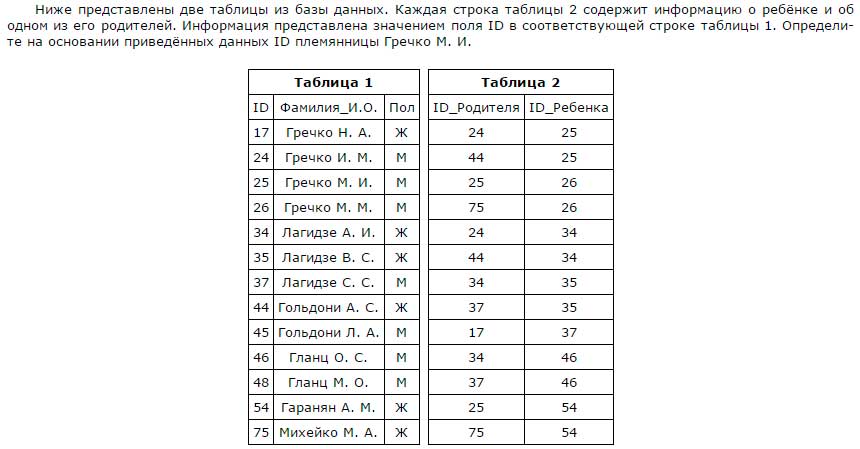 Ниже представлены две таблицы из базы данных. Каждая строка таблицы 2 содержит информацию о ребёнке и об
одном из его родителей. Информация представлена значением поля ID в соответствующей строке таблицы 1. Определи-
те на основании приведённых данных ID племянницы Гречко М. И.
Таблица 1 Таблица 2
ID Фамилия_И.О. Пол ID_Родителя ID_Ребенка
17 Гречко Н. А. Ж 24 25
24 Гречко И. М. М 44 25
25 Гречко М. И. М 25 26
26 Гречко М. М. М 75 26
34 Лагидзе А. И. Ж 24 34
35 Лагидзе В. С. Ж 44 34
37 Лагидзе С. С. М 34 35
44 Гольдони А. С. Ж 37 35
45 Гольдони Л. А. М 17 37
46 Гланц О. С. М 34 46
48 Гланц М. О. М 37 46
54 Гаранян А. М. Ж 25 54
75 Михейко М. А. Ж 75 54